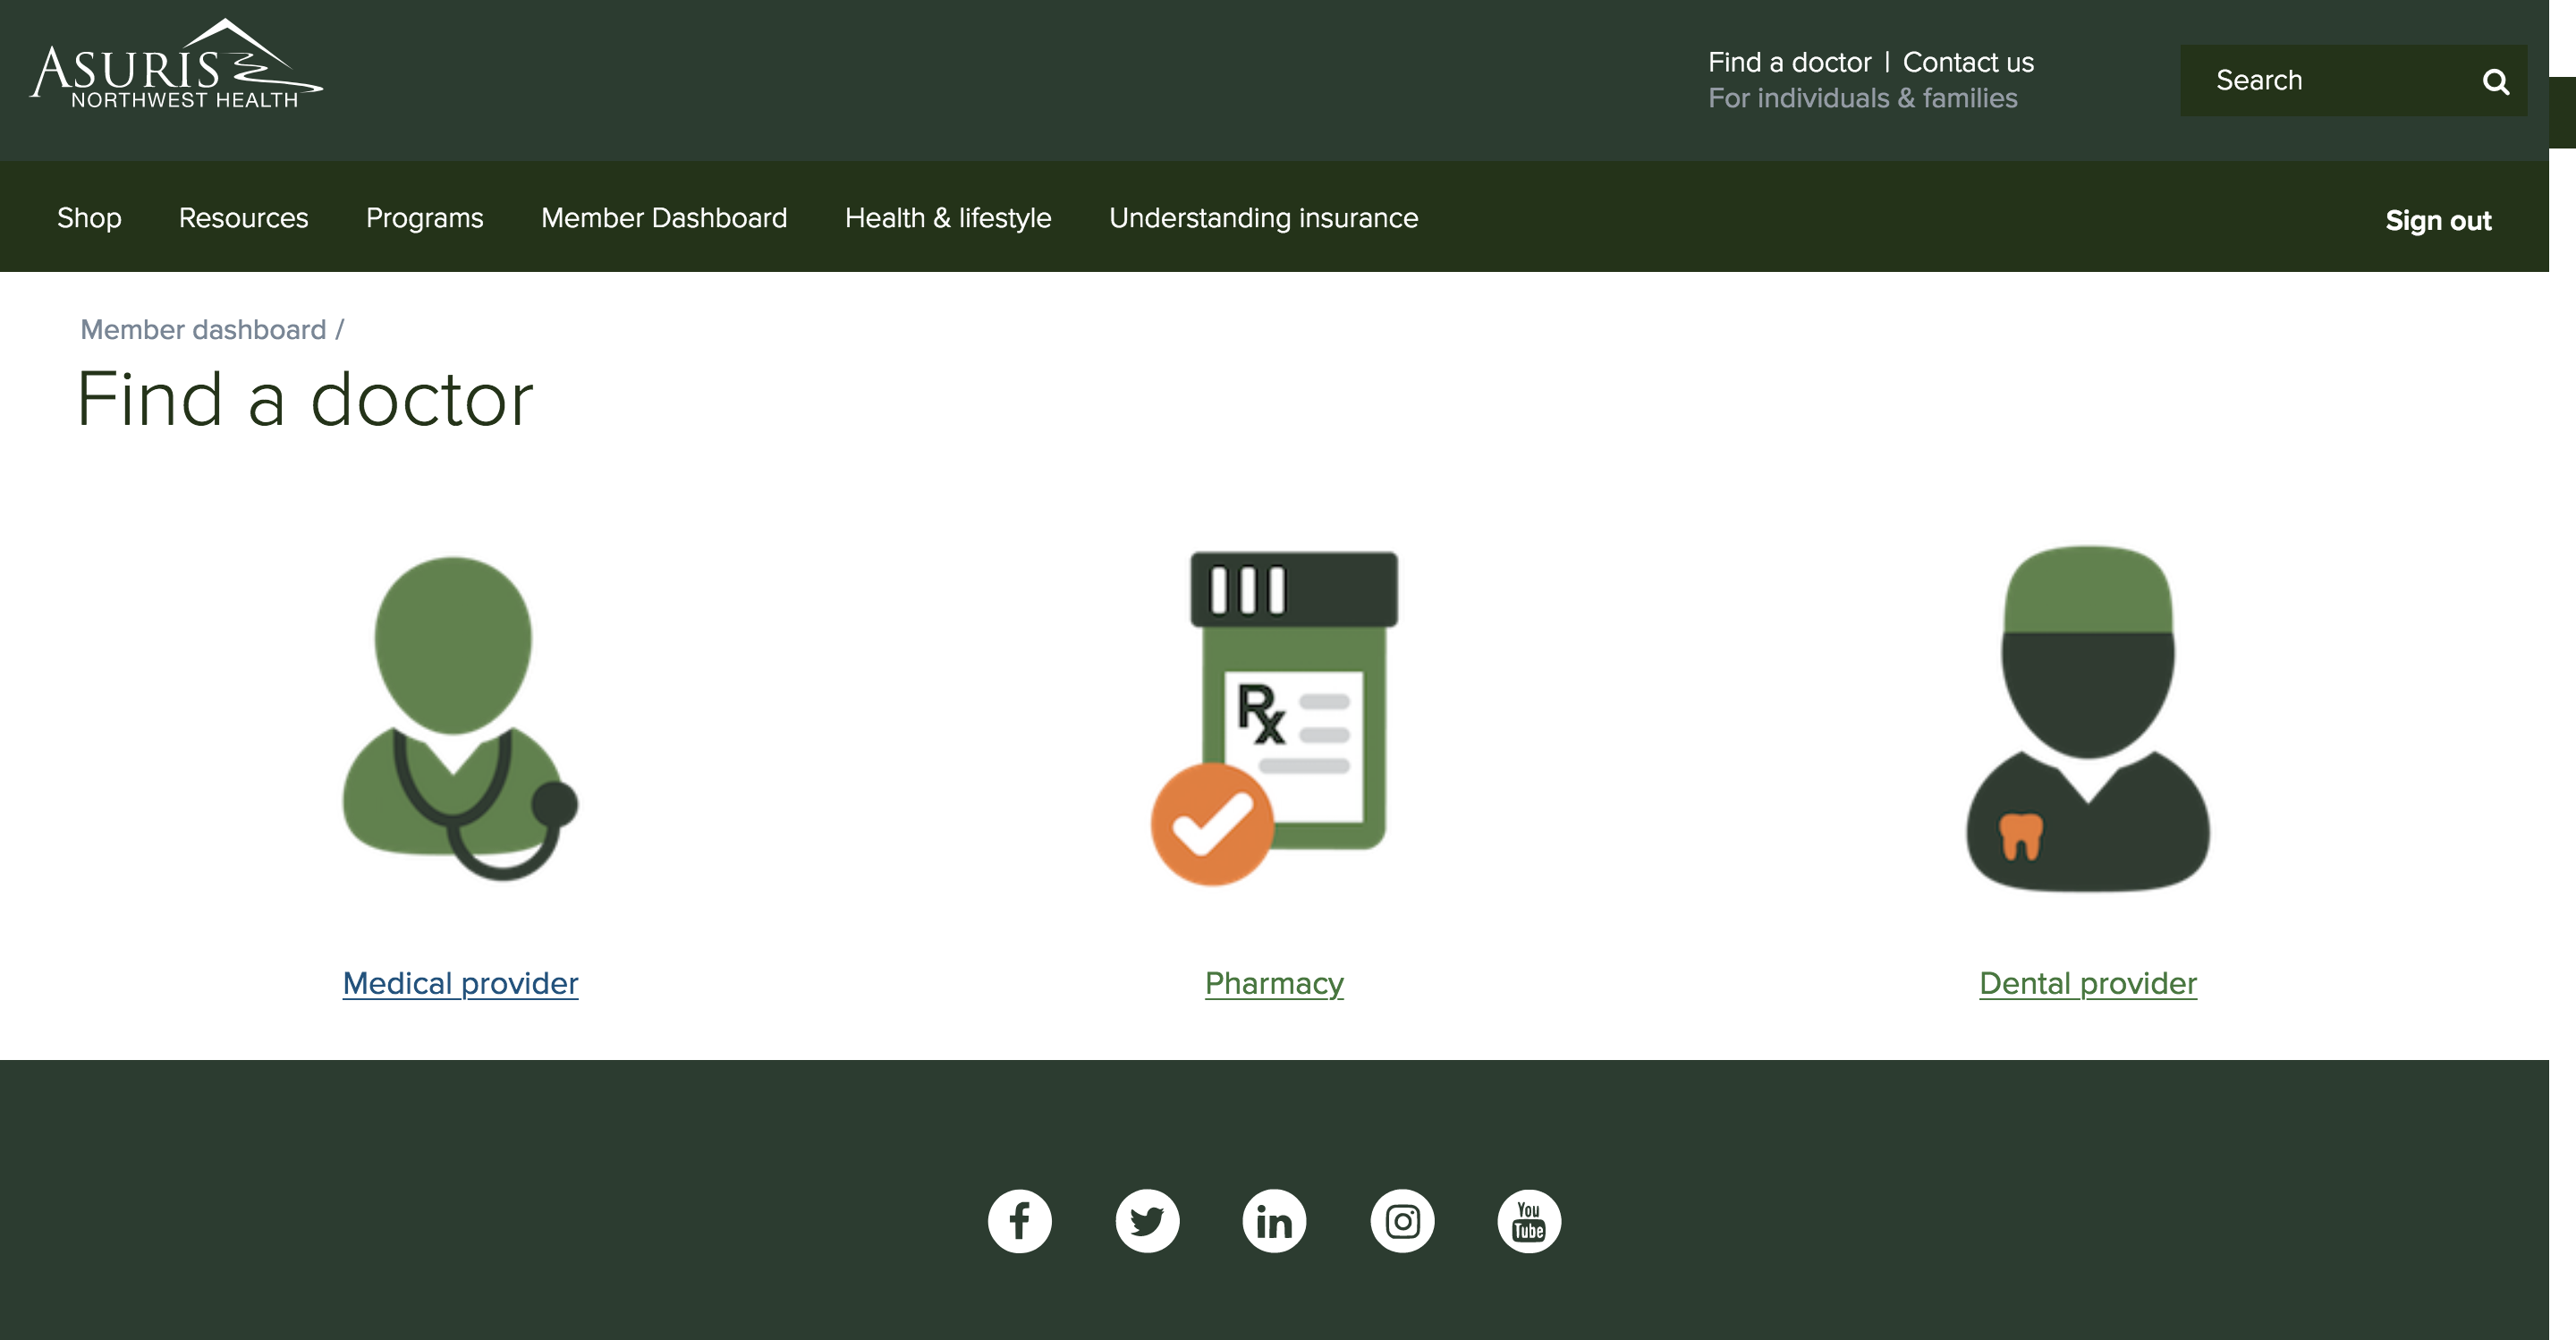 ASURIS
NORTHWEST HEALTH
Find a doctor | Contact us
For individuals & families
Search
Shop Resources Programs Member Dashboard Health & lifestyle Understanding insurance Sign out
Member dashboard /
Find a doctor
Rx
Medical provider Pharmacy Dental provider
f in You
Tube